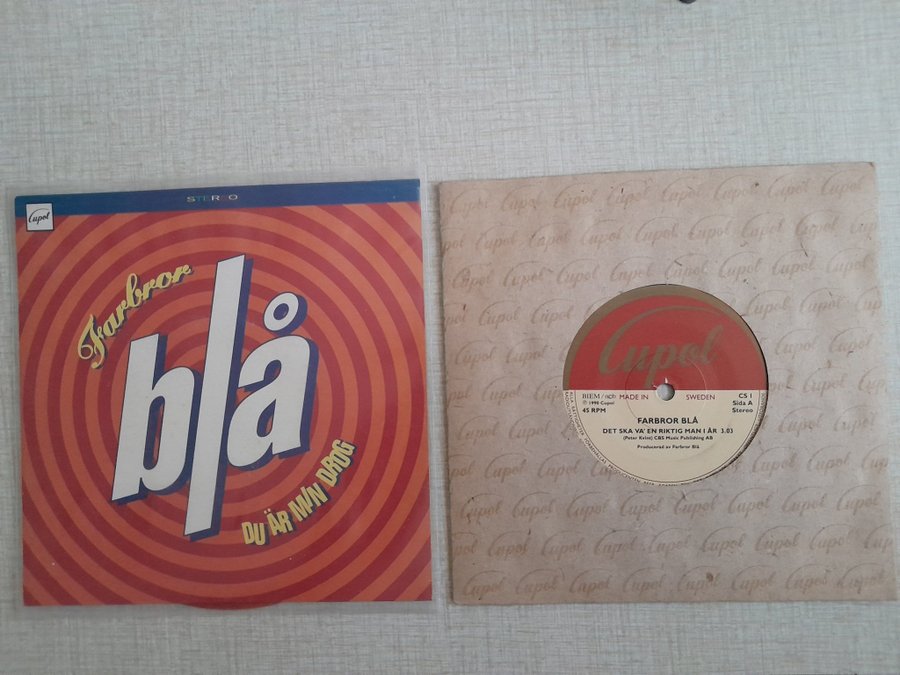 STEREO
Cupol
Farbror
blå
DU ÄR MIN DROG
Cupol
BIEM / ncb MADE IN SWEDEN CS 1
℗ 1990 Cupol Sida A
45 RPM Stereo
FARBROR BLÅ
DET SKA VA' EN RIKTIG MAN I ÅR 3.03
(Peter Kvint) CBS Music Publishing AB
Producerad av Farbror Blå